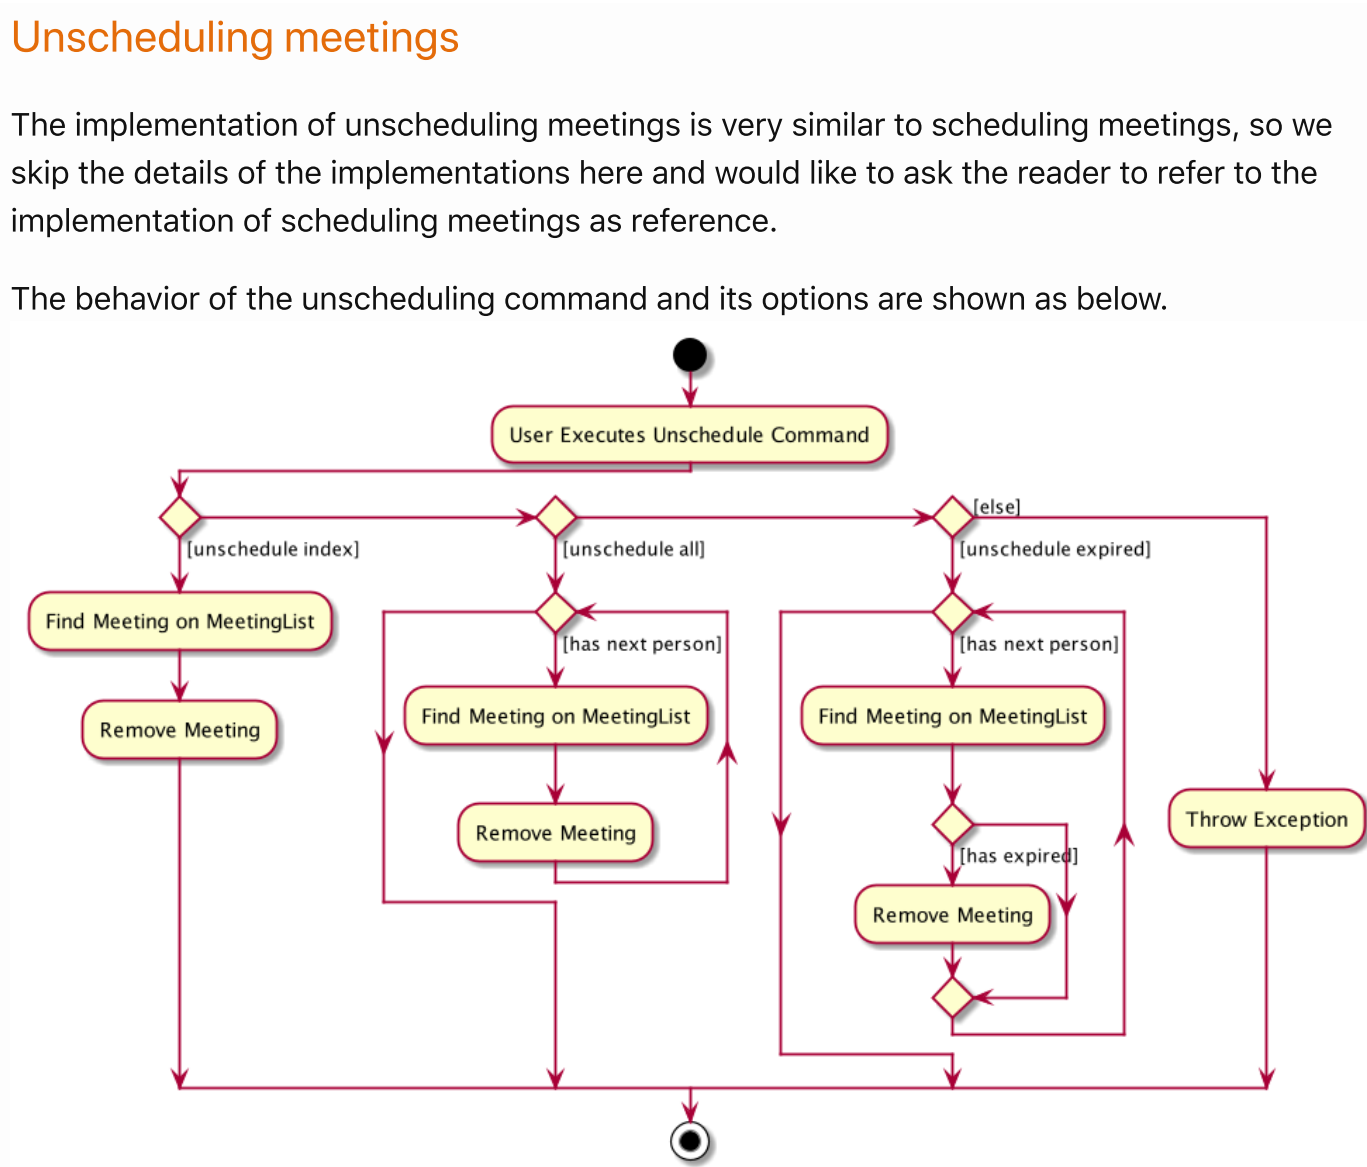 Unscheduling meetings
The implementation of unscheduling meetings is very similar to scheduling meetings, so we
skip the details of the implementations here and would like to ask the reader to refer to the
implementation of scheduling meetings as reference.
The behavior of the unscheduling command and its options are shown as below.
User Executes Unschedule Command
[else]
[unschedule index]
[unschedule all]
[unschedule expired]
Find Meeting on MeetingList
[has next person]
[has next person]
Remove Meeting
Find Meeting on MeetingList
Find Meeting on MeetingList
Remove Meeting
Throw Exception
[has expired]
Remove Meeting